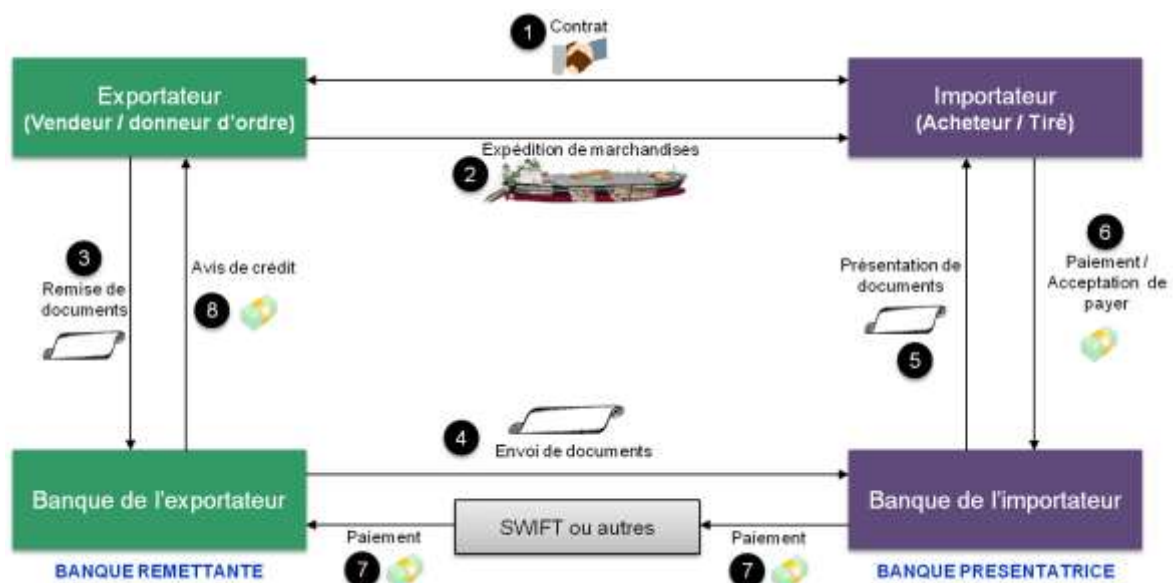 1
Contrat
Exportateur
(Vendeur / donneur d'ordre)
Importateur
(Acheteur / Tiré)
Expédition de marchandises
2
3
Remise de
documents
Avis de crédit
8
Présentation de
documents
5
6
Paiement /
Acceptation de
payer
4
Envoi de documents
Banque de l'exportateur
SWIFT ou autres
Banque de l'importateur
Paiement
7
Paiement
7
BANQUE REMETTANTE
BANQUE PRESENTATRICE